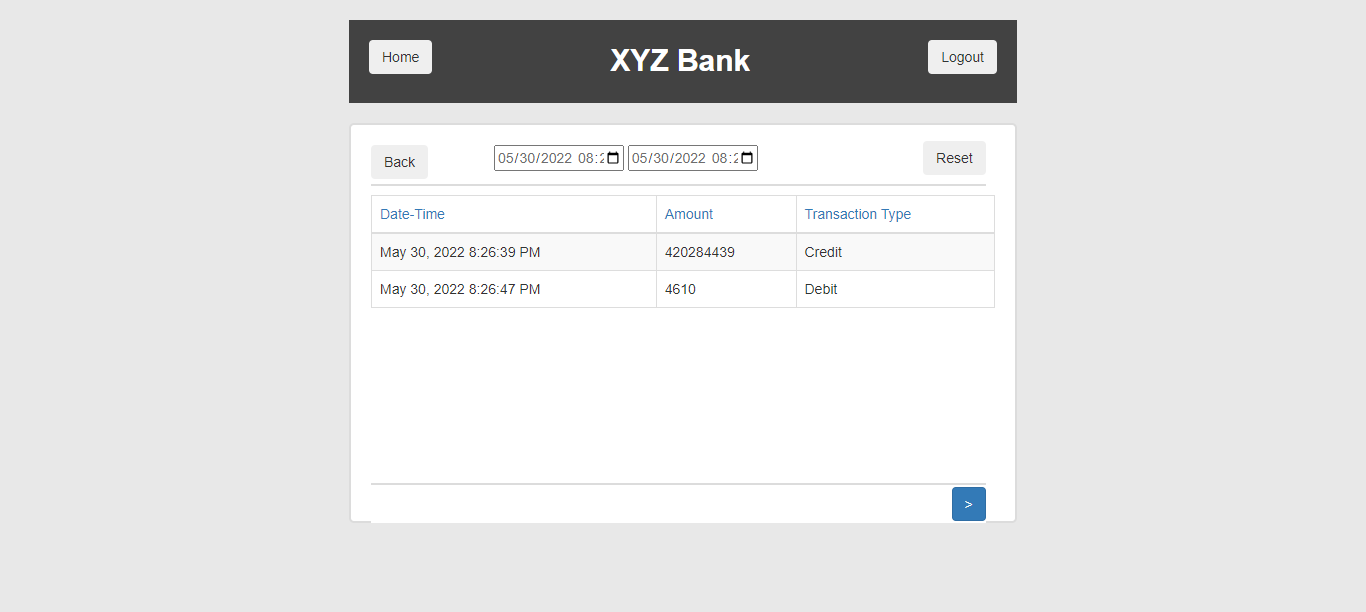 Home XYZ Bank Logout
Back 05/30/2022 08:2 05/30/2022 08:2 Reset
Date-Time Amount Transaction Type
May 30, 2022 8:26:39 PM 420284439 Credit
May 30, 2022 8:26:47 PM 4610 Debit
>